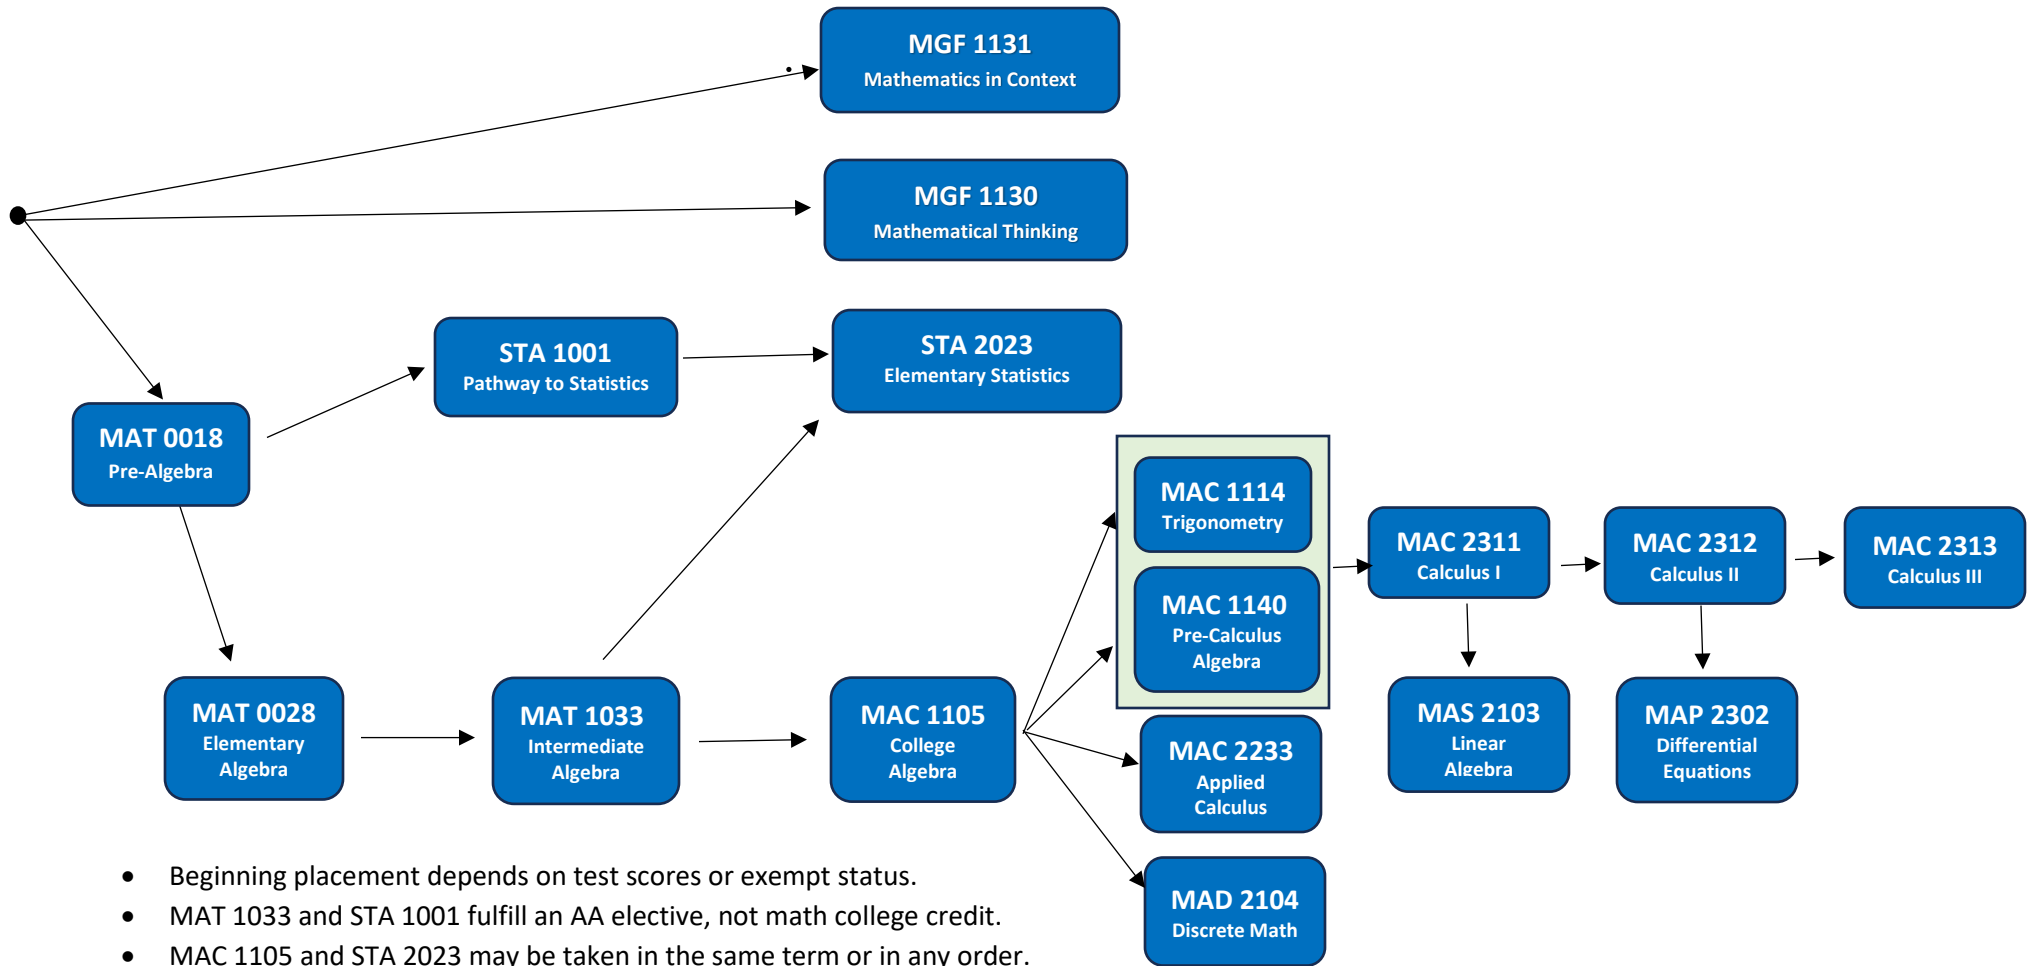 MGF 1131
Mathematics in Context
MGF 1130
Mathematical Thinking
STA 1001
Pathway to Statistics
STA 2023
Elementary Statistics
MAT 0018
Pre-Algebra
MAC 1114
Trigonometry
MAC 1140
Pre-Calculus
Algebra
MAC 2311
Calculus I
MAC 2312
Calculus II
MAC 2313
Calculus III
MAT 0028
Elementary
Algebra
MAT 1033
Intermediate
Algebra
MAC 1105
College
Algebra
MAC 2233
Applied
Calculus
MAS 2103
Linear
Algebra
MAP 2302
Differential
Equations
MAD 2104
Discrete Math
• Beginning placement depends on test scores or exempt status.
• MAT 1033 and STA 1001 fulfill an AA elective, not math college credit.
• MAC 1105 and STA 2023 may be taken in the same term or in any order.